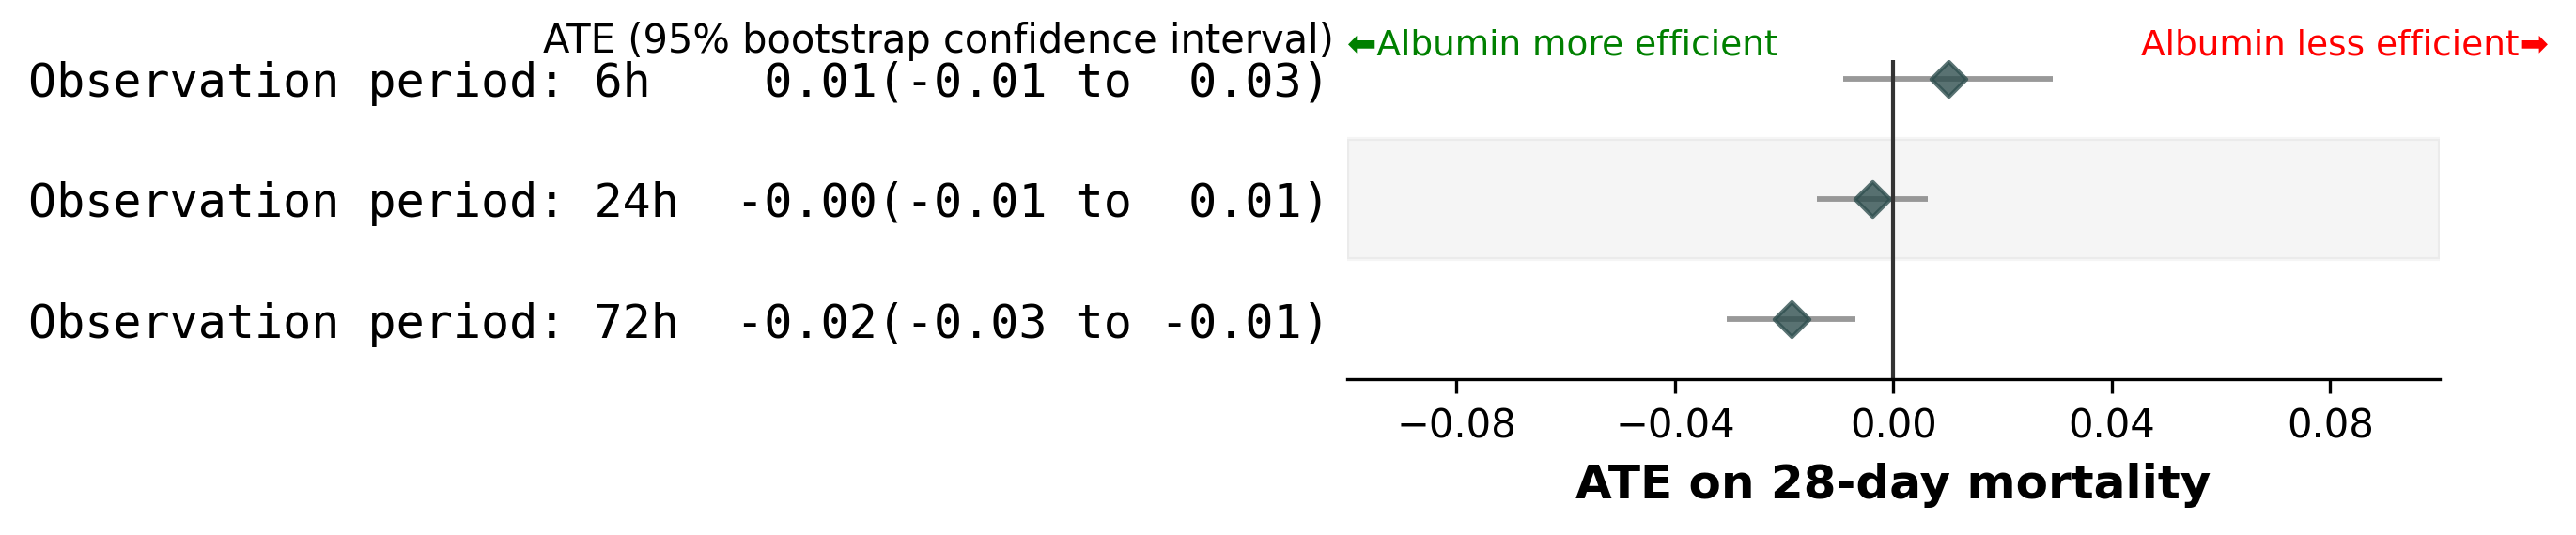 ATE (95% bootstrap confidence interval) ⬅Albumin more efficient Albumin less efficient➡
Observation period: 6h 0.01(-0.01 to 0.03)
Observation period: 24h -0.00(-0.01 to 0.01)
Observation period: 72h -0.02(-0.03 to -0.01)
−0.08 −0.04 0.00 0.04 0.08
ATE on 28-day mortality